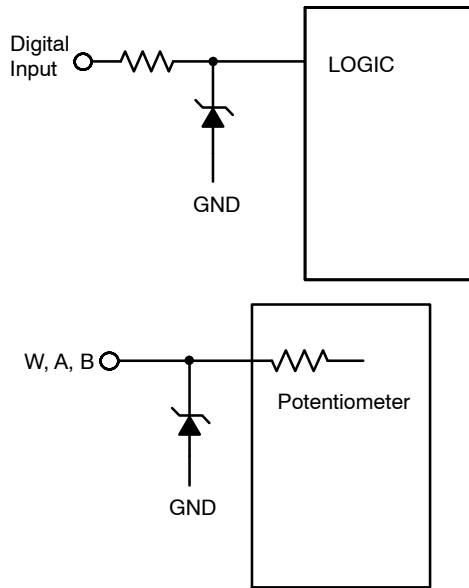 Digital
Input
LOGIC
GND
W, A, B
Potentiometer
GND